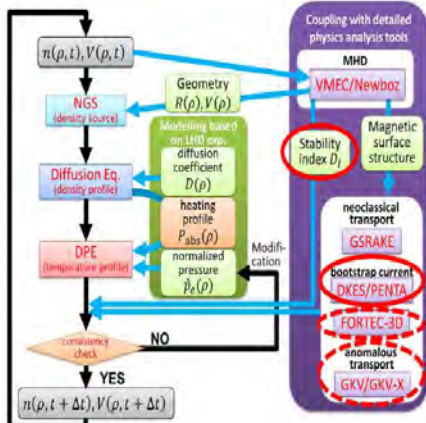 n(ρ,t),V(ρ,t)
NGS
(density source)
Diffusion Eq.
(density profile)
DPE
(temperature profile)
consistency
check
NO
YES
n(ρ,t + Δt),V(ρ,t + Δt)
Geometry
R(ρ),V(ρ)
Modelling based
on LHD exp.
diffusion
coefficient
D(ρ)
heating
profile
P_abs(ρ)
normalized
pressure
p̂_e(ρ)
Modifi-
cation
Coupling with detailed
physics analysis tools
MHD
VMEC/Newboz
Stability
index D_I
Magnetic
surface
structure
neoclassical
transport
GSRAKE
bootstrap current
DKES/PENTA
FORTEC-3D
anomalous
transport
GKV/GKV-X